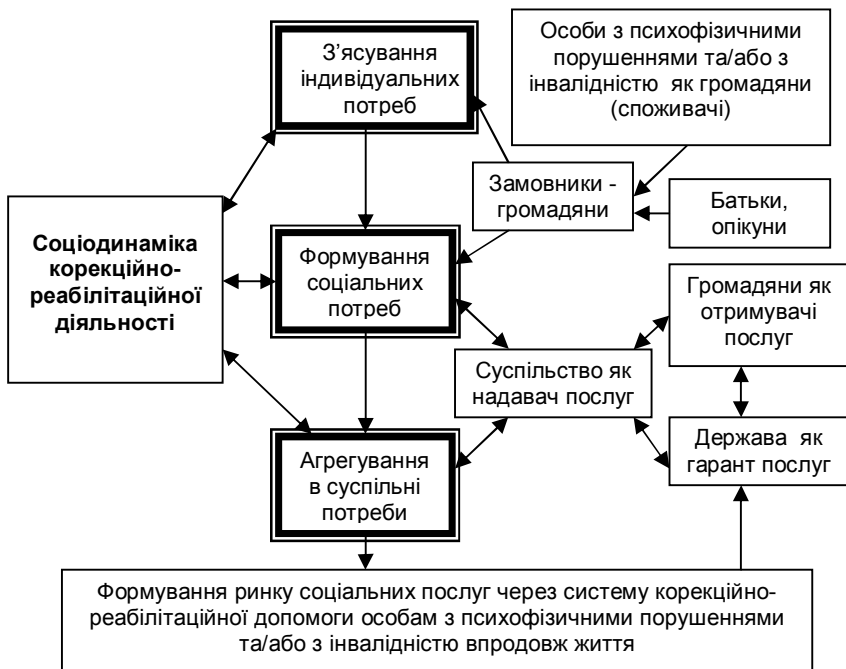 З’ясування
індивідуальних
потреб
Особи з психофізичними
порушеннями та/або з
інвалідністю як громадяни
(споживачі)
Замовники -
громадяни
Батьки,
опікуни
Соціодинаміка
корекційно-
реабілітаційної
діяльності
Формування
соціальних
потреб
Громадяни як
отримувачі
послуг
Суспільство як
надавач послуг
Держава як
гарант послуг
Агрегування
в суспільні
потреби
Формування ринку соціальних послуг через систему корекційно-
реабілітаційної допомоги особам з психофізичними порушеннями
та/або з інвалідністю впродовж життя